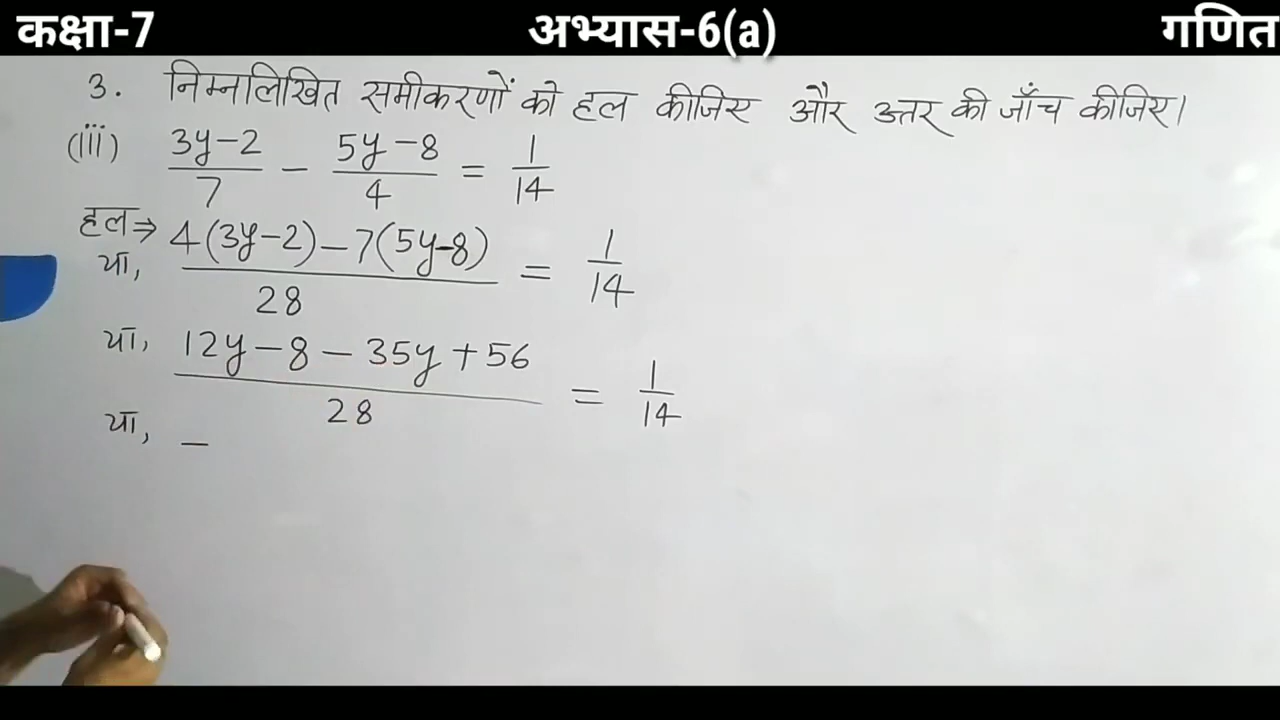 कक्षा-7 अभ्यास-6(a) गणित
3. निम्नलिखित समीकरणों को हल कीजिए और उत्तर की जाँच कीजिए।
(iii) (3y-2)/7 - (5y-8)/4 = 1/14
हल⇒ 
या, (4(3y-2)-7(5y-8))/28 = 1/14
या, (12y-8-35y+56)/28 = 1/14
या, -